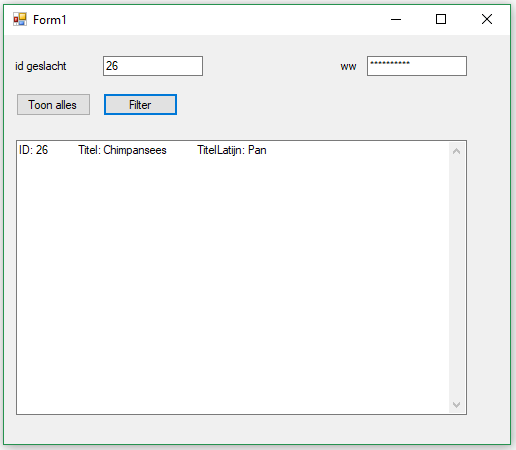 Form1
id geslacht 26 ww **********
Toon alles Filter
ID: 26 Titel: Chimpansees TitelLatijn: Pan